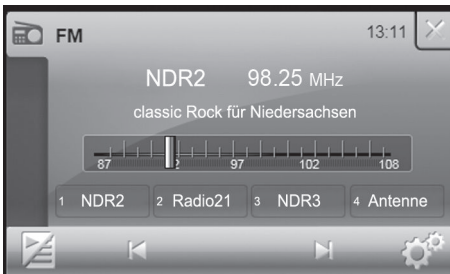 FM 13:11
NDR2 98.25 MHz
classic Rock für Niedersachsen
87 97 102 108
1 NDR2 2 Radio21 3 NDR3 4 Antenne